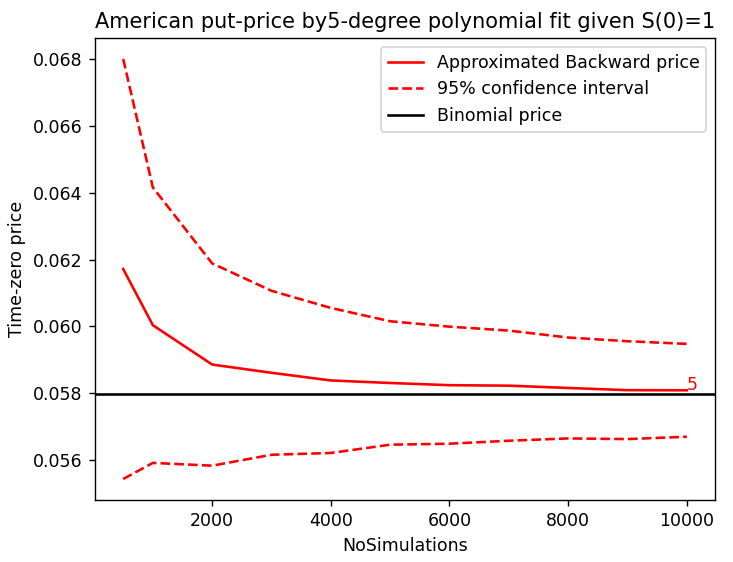 American put-price by5-degree polynomial fit given S(0)=1
Approximated Backward price
95% confidence interval
Binomial price
0.068
0.066
0.064
0.062
0.060
0.058
0.056
Time-zero price
5
2000
4000
6000
8000
10000
NoSimulations